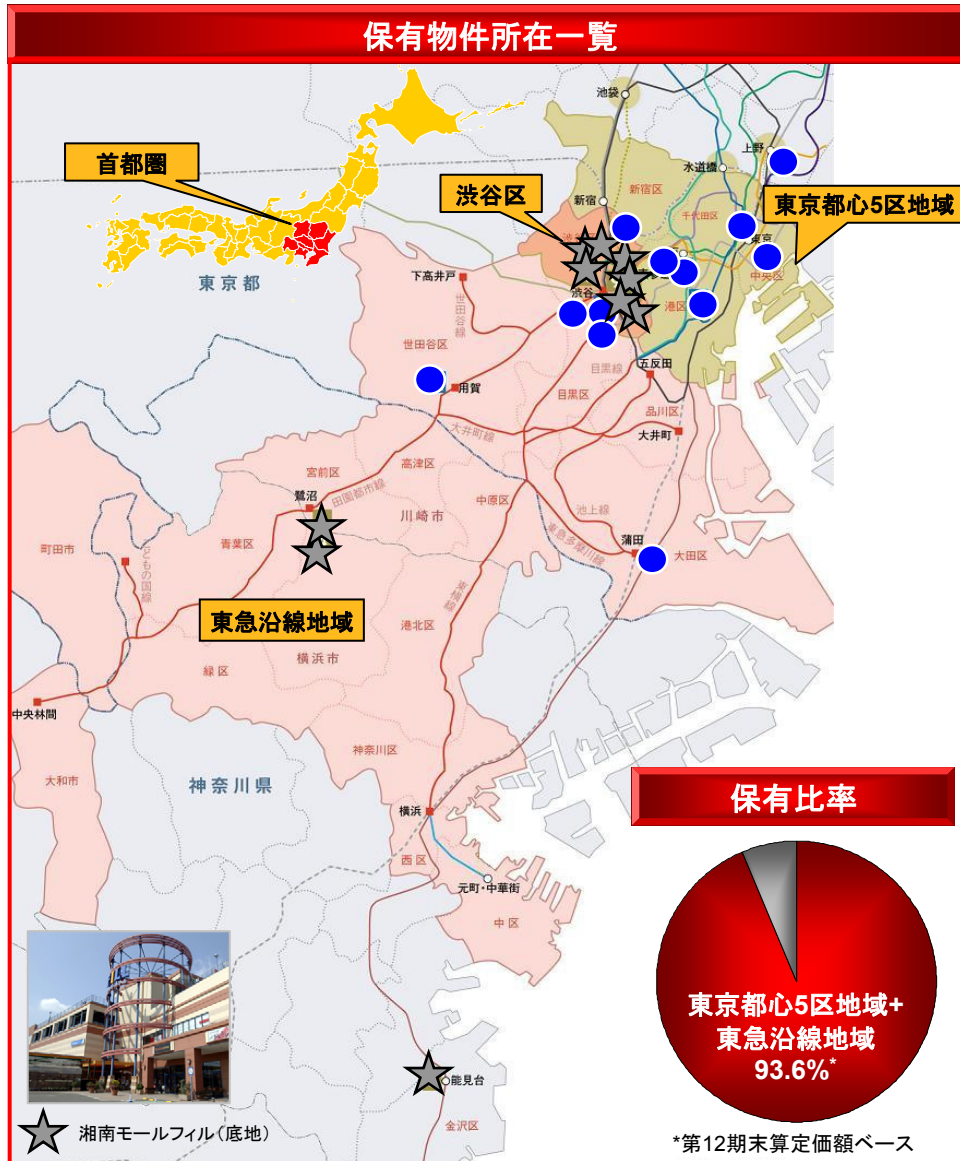 保有物件所在一覧
池袋
上野
首都圏
水道橋
新宿区
渋谷区
新宿
千代田区
東京都心5区地域
東京
中央区
東京都
下高井戸
世田谷線
渋谷
港区
世田谷区
五反田
目黒線
用賀
目黒区
品川区
大井町線
大井町
宮前区
高津区
鷺沼
田園都市線
中原区
川崎市
池上線
青葉区
町田市
こどもの国線
東急多摩川線
蒲田
大田区
東横線
東急沿線地域
港北区
横浜市
緑区
中央林間
神奈川区
大和市
神奈川県
保有比率
横浜
西区
元町・中華街
中区
東京都心5区地域+
東急沿線地域
93.6%*
能見台
金沢区
湘南モールフィル(底地)
*第12期末算定価額ベース